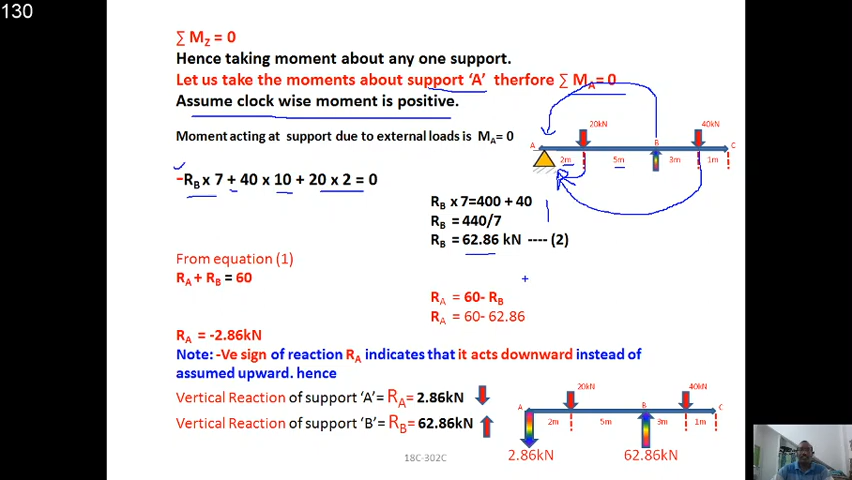 130
∑ Mz = 0
Hence taking moment about any one support.
Let us take the moments about support ‘A’ therfore ∑ MA = 0
Assume clock wise moment is positive.
Moment acting at support due to external loads is MA= 0
-RB x 7 + 40 x 10 + 20 x 2 = 0
20kN 40kN
A B C
2m 5m 3m 1m
RB x 7=400 + 40
RB = 440/7
RB = 62.86 kN ---- (2)
From equation (1)
RA + RB = 60
RA = 60- RB
RA = 60- 62.86
RA = -2.86kN
Note: -Ve sign of reaction RA indicates that it acts downward instead of
assumed upward. hence
Vertical Reaction of support ‘A’= RA= 2.86kN
Vertical Reaction of support ‘B’= RB= 62.86kN
20kN 40kN
A B C
2m 5m 3m 1m
2.86kN 62.86kN
18C-302C